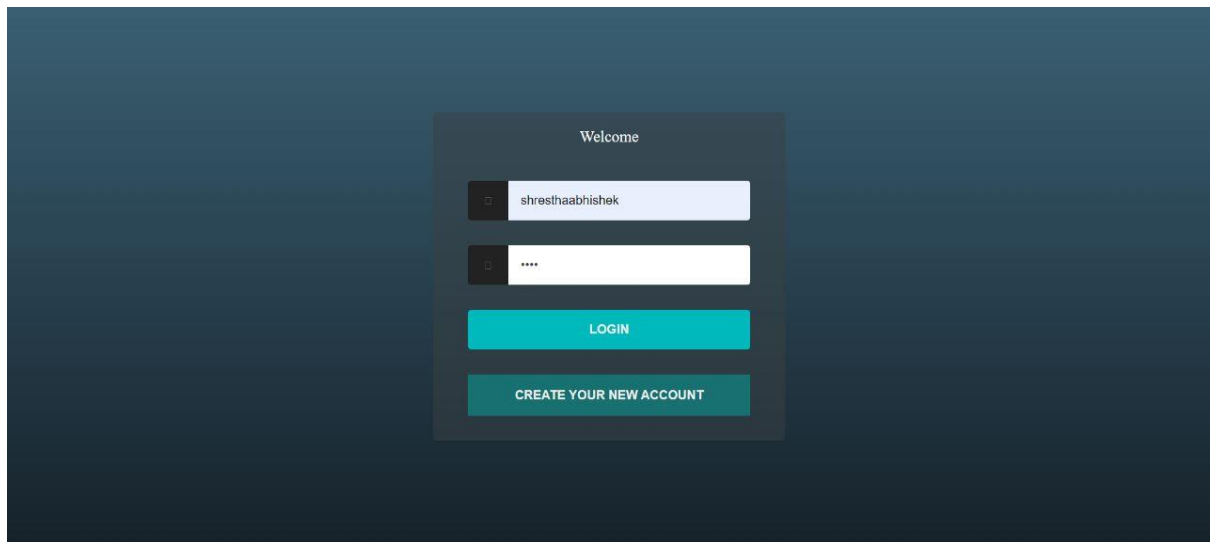 Welcome
shresthaabhishek
••••
LOGIN
CREATE YOUR NEW ACCOUNT